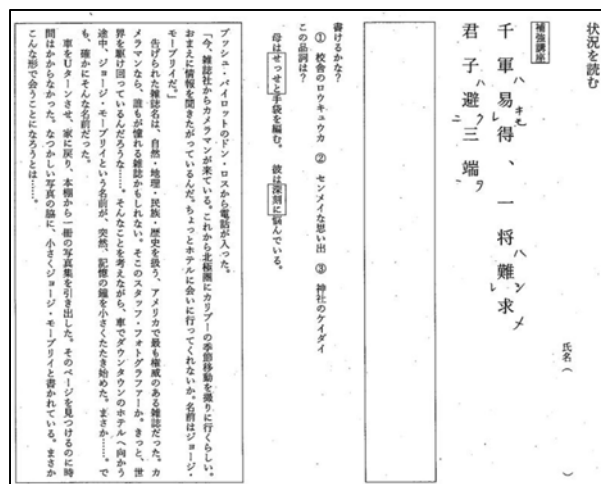 状況を読む
氏名（　　　）
補強講座
千軍ハ易キモレ得、一将ハ難シレ求メ
君子ハ避ク二三端ヲ
書けるかな？
① 校舎のロウキュウカ　② センメイな思い出　③ 神社のケイダイ
この品詞は？
母はせっせと手袋を編む。　彼は深刻に悩んでいる。
ブッシュ・パイロットのドン・ロスから電話が入った。
「今、雑誌社からカメラマンが来ている。これから北極圏にカリブーの季節移動を撮りに行くらしい。
おまえに情報を聞きたがっているんだ。ちょっとホテルに会いに行ってくれないか。名前はジョージ・
モーブリイだ。」
告げられた雑誌名は、自然・地理・民族・歴史を扱う、アメリカで最も権威のある雑誌だった。カ
メラマンなら、誰もが憧れる雑誌かもしれない。そこのスタッフ・フォトグラファーか。きっと、世
界を駆け回っているんだろうな……。そんなことを考えながら、車でダウンタウンのホテルへ向かう
途中、ジョージ・モーブリイという名前が、突然、記憶の鐘を小さくたたき始めた。まさか……。で
も、確かにそんな名前だった。
車をUターンさせ、家に戻り、本棚から一冊の写真集を引き出した。そのページを見つけるのに時
間はかからなかった。なつかしい写真の脇に、小さくジョージ・モーブリイと書かれている。まさか
こんな形で会うことになろうとは……。